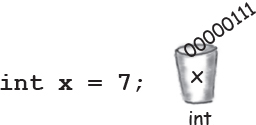 int x = 7;
00000111
x
int